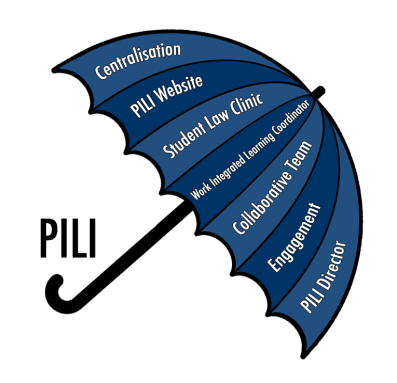 Centralisation
PILI Website
Student Law Clinic
Work Integrated Learning Coordinator
Collaborative Team
Engagement
PILI Director
PILI